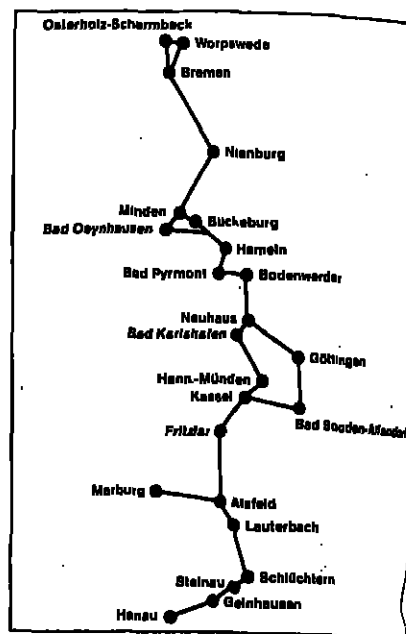 Osterholz-Scharmbeck
Worpswede
Bremen
Nienburg
Minden
Bückeburg
Bad Oeynhausen
Hameln
Bad Pyrmont
Bodenwerder
Neuhaus
Bad Karlshafen
Göttingen
Hann.-Münden
Kassel
Bad Sooden-Allendorf
Fritzlar
Marburg
Alsfeld
Lauterbach
Schlüchtern
Steinau
Gelnhausen
Hanau